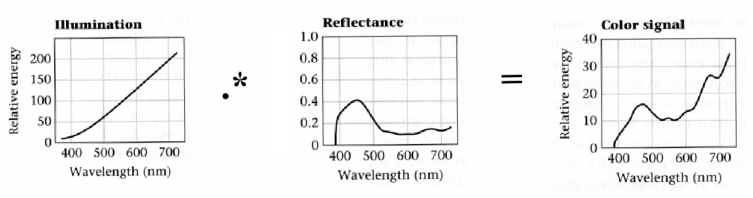 Illumination
Relative energy
200
150
100
50
0
400 500 600 700
Wavelength (nm)
.*
Reflectance
1.0
0.8
0.6
0.4
0.2
0
400 500 600 700
Wavelength (nm)
=
Color signal
Relative energy
40
30
20
10
0
400 500 600 700
Wavelength (nm)